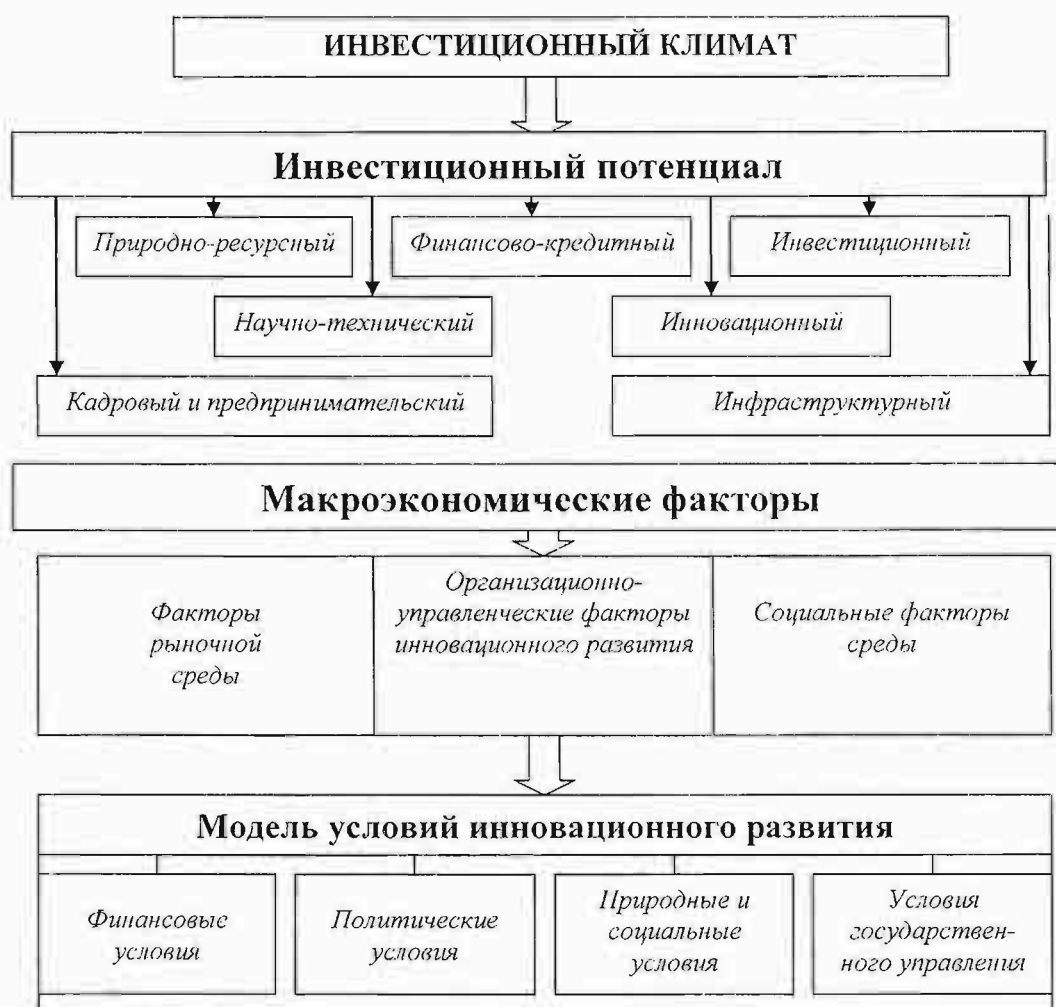 ИНВЕСТИЦИОННЫЙ КЛИМАТ
Инвестиционный потенциал
Природно-ресурсный
Финансово-кредитный
Инвестиционный
Научно-технический
Инновационный
Кадровый и предпринимательский
Инфраструктурный
Макроэкономические факторы
Факторы
рыночной
среды
Организационно-
управленческие факторы
инновационного развития
Социальные факторы
среды
Модель условий инновационного развития
Финансовые
условия
Политические
условия
Природные и
социальные
условия
Условия
государствен-
ного управления